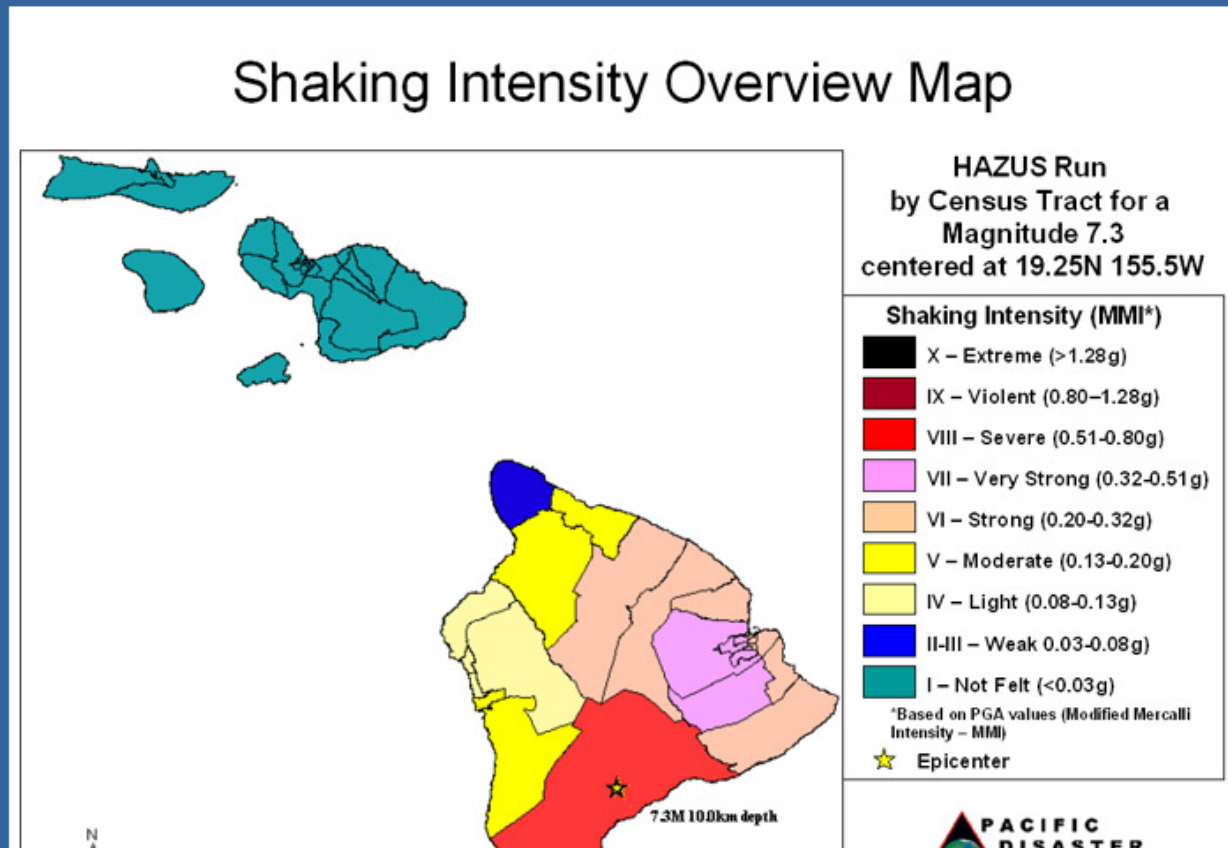 Shaking Intensity Overview Map
HAZUS Run
by Census Tract for a
Magnitude 7.3
centered at 19.25N 155.5W
Shaking Intensity (MMI*)
X – Extreme (>1.28g)
IX – Violent (0.80–1.28g)
VIII – Severe (0.51-0.80g)
VII – Very Strong (0.32-0.51g)
VI – Strong (0.20-0.32g)
V – Moderate (0.13-0.20g)
IV – Light (0.08-0.13g)
II-III – Weak 0.03-0.08g)
I – Not Felt (<0.03g)
*Based on PGA values (Modified Mercalli
Intensity – MMI)
Epicenter
7.3M 10.0km depth
N
PACIFIC
DISASTER